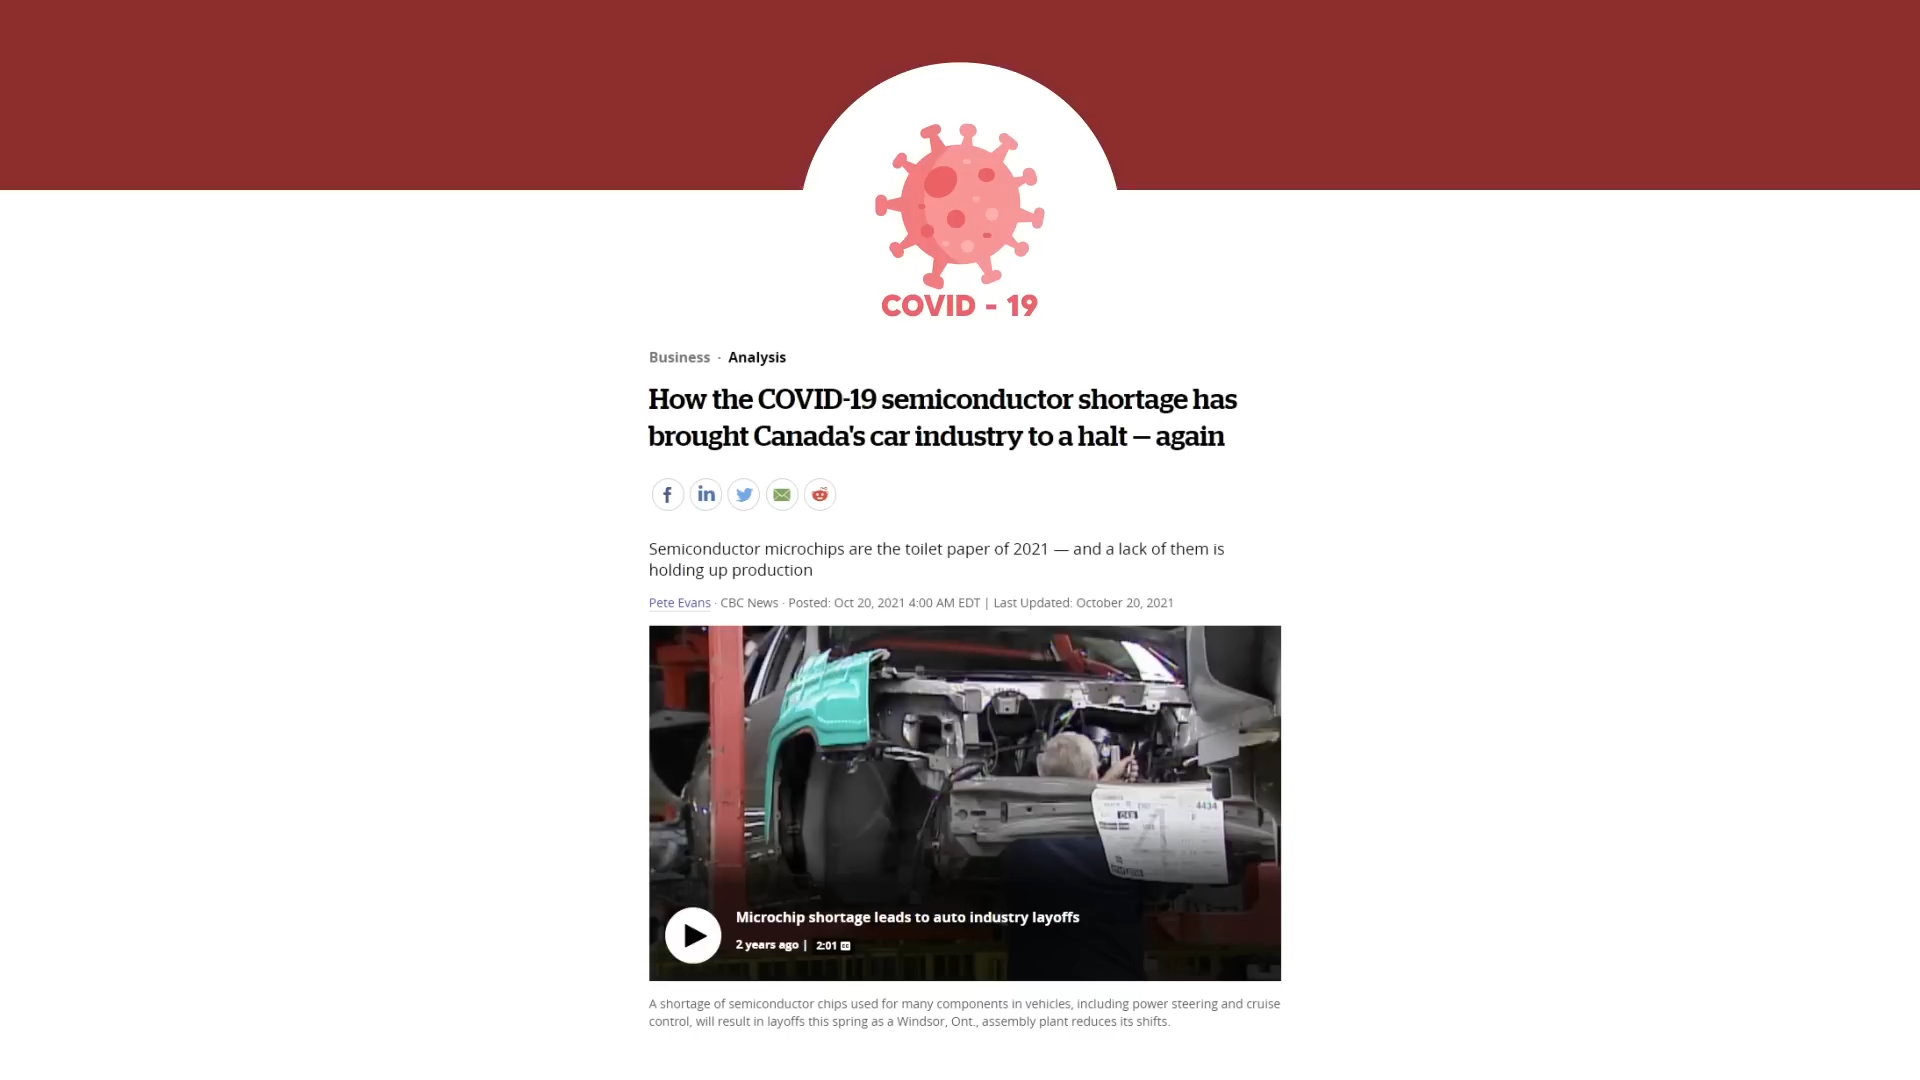 COVID - 19
Business · Analysis
How the COVID-19 semiconductor shortage has
brought Canada's car industry to a halt — again
Semiconductor microchips are the toilet paper of 2021 — and a lack of them is
holding up production
Pete Evans · CBC News · Posted: Oct 20, 2021 4:00 AM EDT | Last Updated: October 20, 2021
4434
Microchip shortage leads to auto industry layoffs
2 years ago | 2:01
A shortage of semiconductor chips used for many components in vehicles, including power steering and cruise
control, will result in layoffs this spring as a Windsor, Ont., assembly plant reduces its shifts.